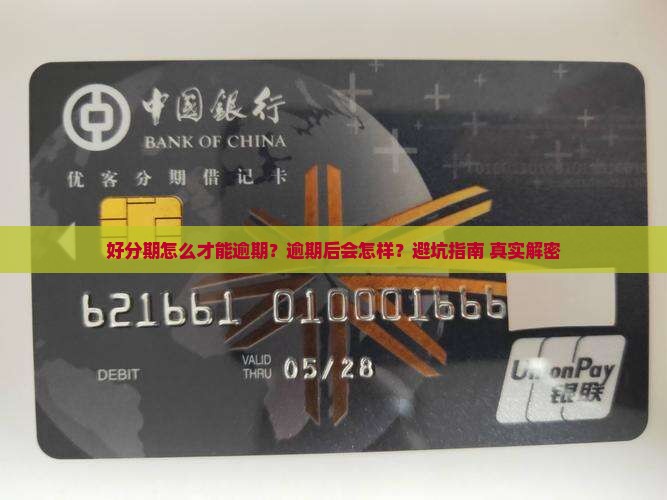 中国银行
BANK OF CHINA
优客分期借记卡
好分期怎么才能逾期？逾期后会怎样？避坑指南 真实解密
621661 010001666
DEBIT
VALID THRU 05/28
UnionPay
银联